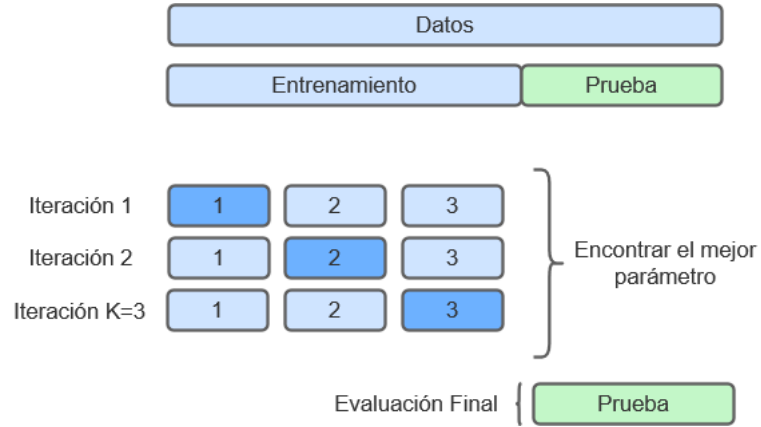 Datos
Entrenamiento Prueba
Iteración 1 1 2 3
Iteración 2 1 2 3
Iteración K=3 1 2 3
Encontrar el mejor
parámetro
Evaluación Final Prueba